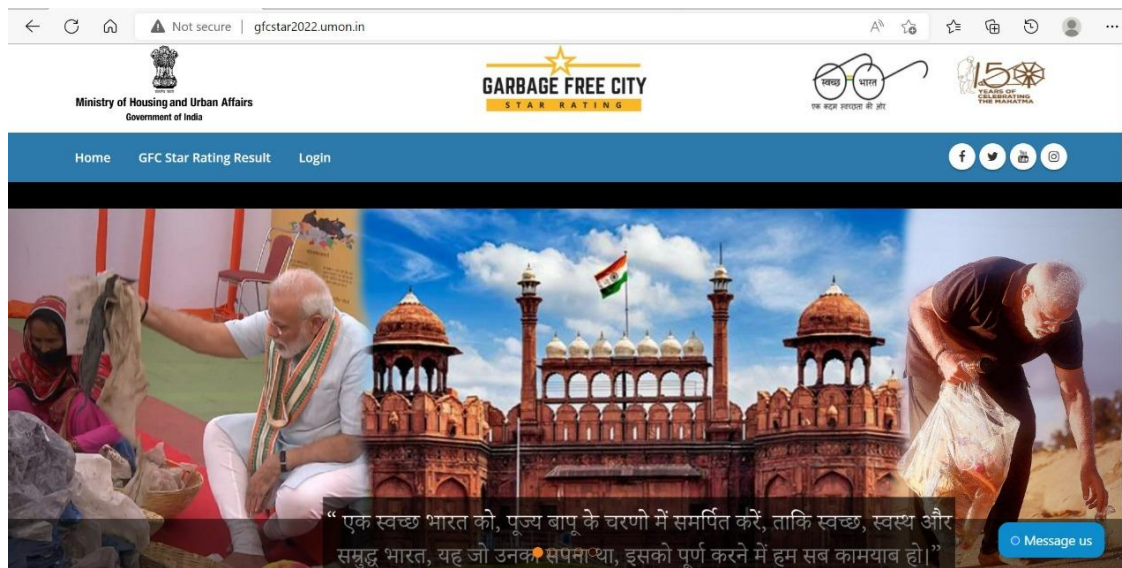 Not secure | gfcstar2022.umon.in
Ministry of Housing and Urban Affairs
Government of India
GARBAGE FREE CITY
STAR RATING
स्वच्छ भारत
एक कदम स्वच्छता की ओर
150
YEARS OF
CELEBRATING
THE MAHATMA
Home GFC Star Rating Result Login
“ एक स्वच्छ भारत को, पूज्य बापू के चरणो में समर्पित करें, ताकि स्वच्छ, स्वस्थ और
सम्रुद्ध भारत, यह जो उनका सपना था, इसको पूर्ण करने में हम सब कामयाब हो।”
Message us